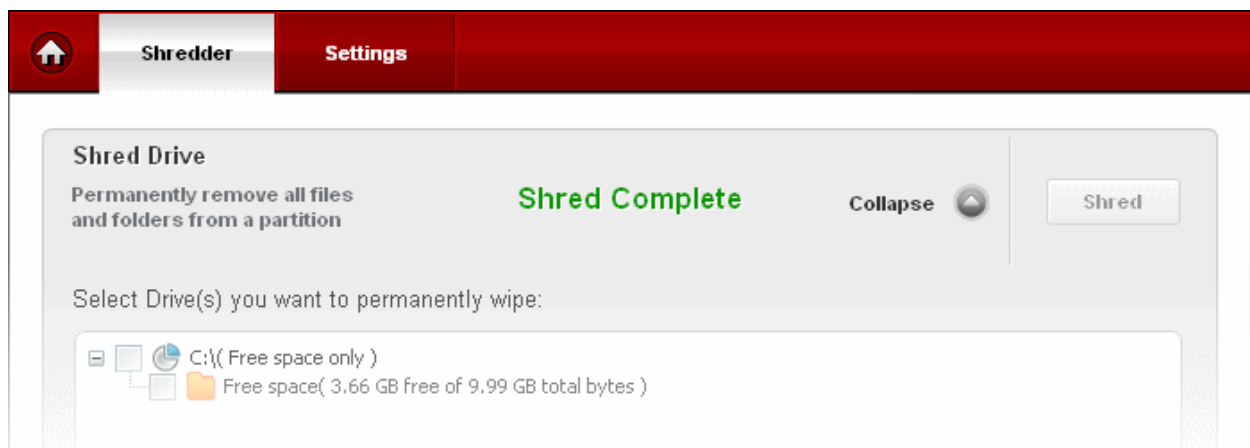 Shredder Settings
Shred Drive
Permanently remove all files
and folders from a partition
Shred Complete
Collapse
Shred
Select Drive(s) you want to permanently wipe:
C:\( Free space only )
Free space( 3.66 GB free of 9.99 GB total bytes )